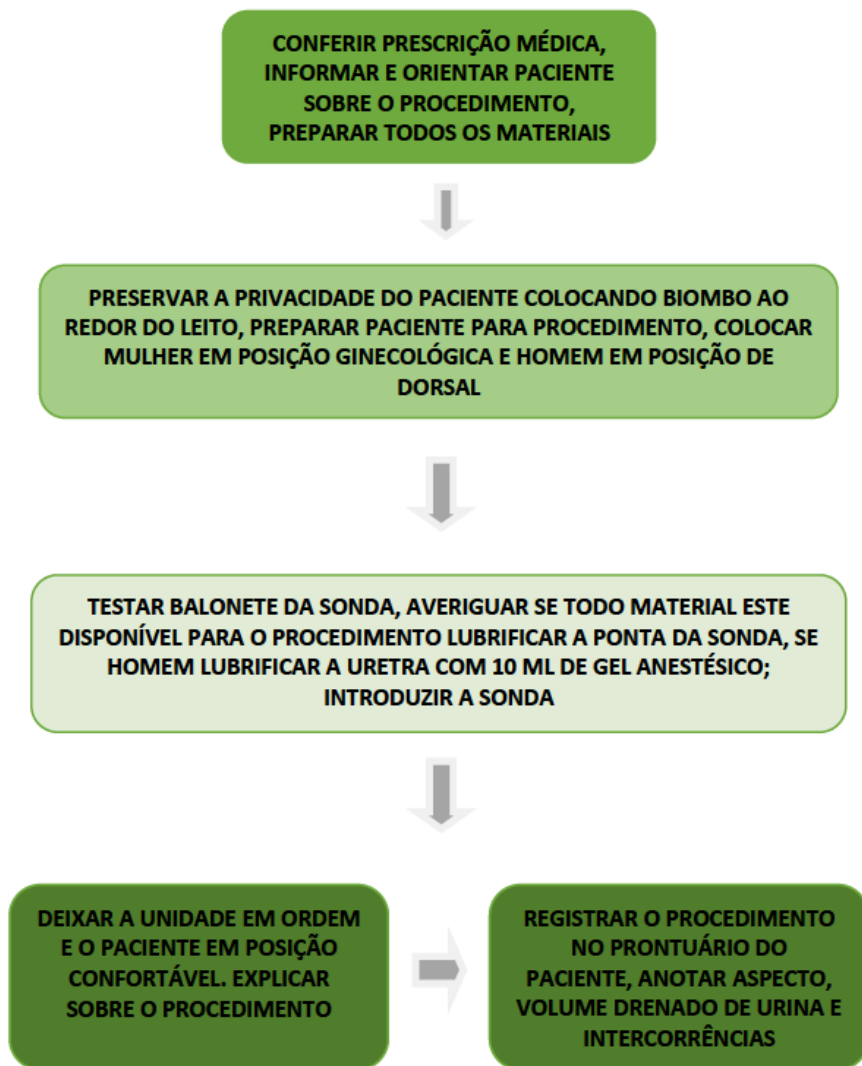 CONFERIR PRESCRIÇÃO MÉDICA,
INFORMAR E ORIENTAR PACIENTE
SOBRE O PROCEDIMENTO,
PREPARAR TODOS OS MATERIAIS
PRESERVAR A PRIVACIDADE DO PACIENTE COLOCANDO BIOMBO AO
REDOR DO LEITO, PREPARAR PACIENTE PARA PROCEDIMENTO, COLOCAR
MULHER EM POSIÇÃO GINECOLÓGICA E HOMEM EM POSIÇÃO DE
DORSAL
TESTAR BALONETE DA SONDA, AVERIGUAR SE TODO MATERIAL ESTE
DISPONÍVEL PARA O PROCEDIMENTO LUBRIFICAR A PONTA DA SONDA, SE
HOMEM LUBRIFICAR A URETRA COM 10 ML DE GEL ANESTÉSICO;
INTRODUZIR A SONDA
DEIXAR A UNIDADE EM ORDEM
E O PACIENTE EM POSIÇÃO
CONFORTÁVEL. EXPLICAR
SOBRE O PROCEDIMENTO
REGISTRAR O PROCEDIMENTO
NO PRONTUÁRIO DO
PACIENTE, ANOTAR ASPECTO,
VOLUME DRENADO DE URINA E
INTERCORRÊNCIAS